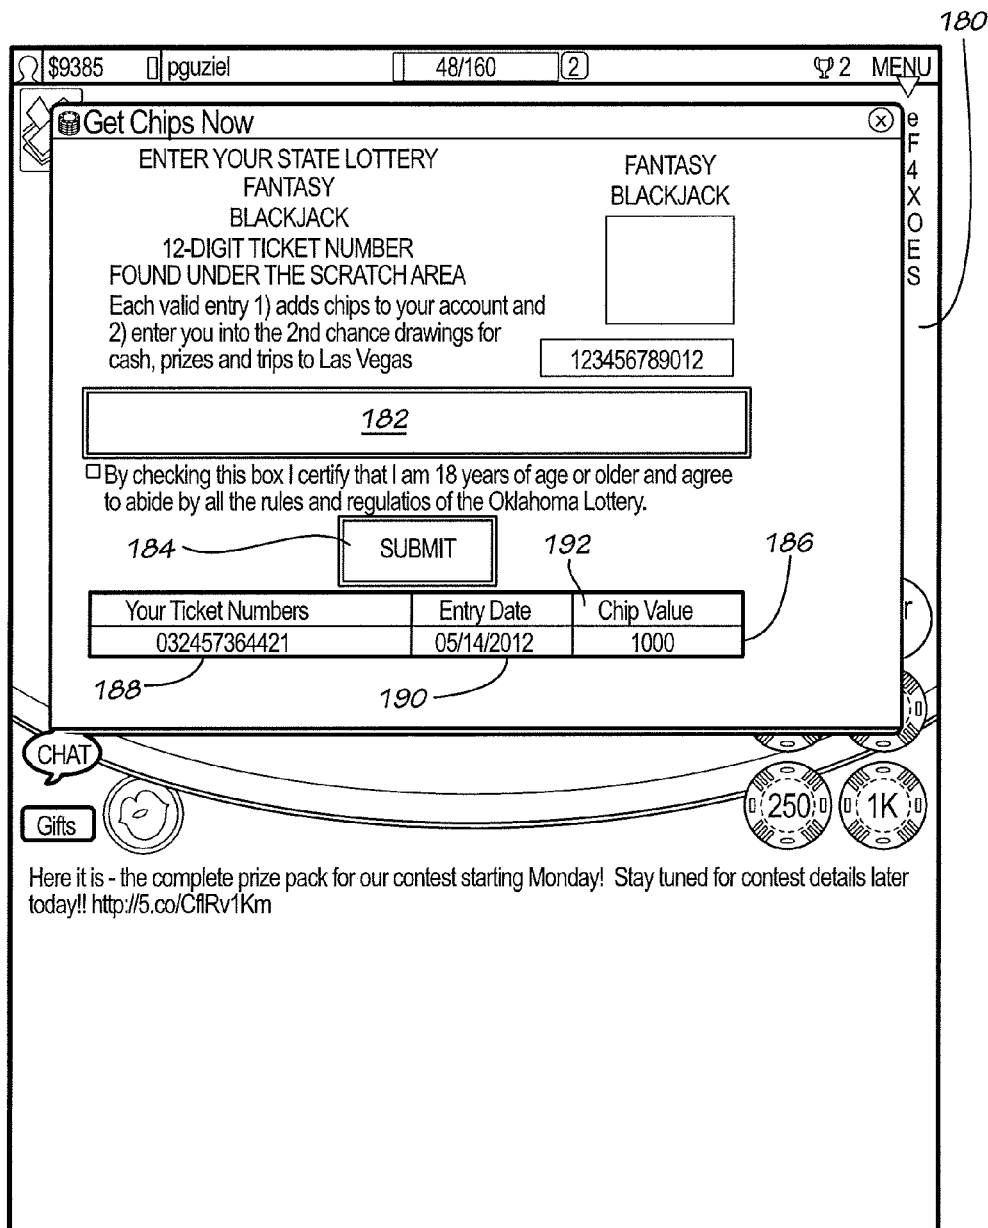 180
$9385 pguziel 48/160 2 2 MENU
Get Chips Now
ENTER YOUR STATE LOTTERY
FANTASY
BLACKJACK
12-DIGIT TICKET NUMBER
FOUND UNDER THE SCRATCH AREA
Each valid entry 1) adds chips to your account and
2) enter you into the 2nd chance drawings for
cash, prizes and trips to Las Vegas
FANTASY
BLACKJACK
123456789012
e
F
4
X
O
E
S
180
182
By checking this box I certify that I am 18 years of age or older and agree
to abide by all the rules and regulatios of the Oklahoma Lottery.
184 SUBMIT 192 186
Your Ticket Numbers Entry Date Chip Value
032457364421 05/14/2012 1000
r
188 190
CHAT
Gifts
250 1K
Here it is - the complete prize pack for our contest starting Monday! Stay tuned for contest details later
today!! http://5.co/CflRv1Km